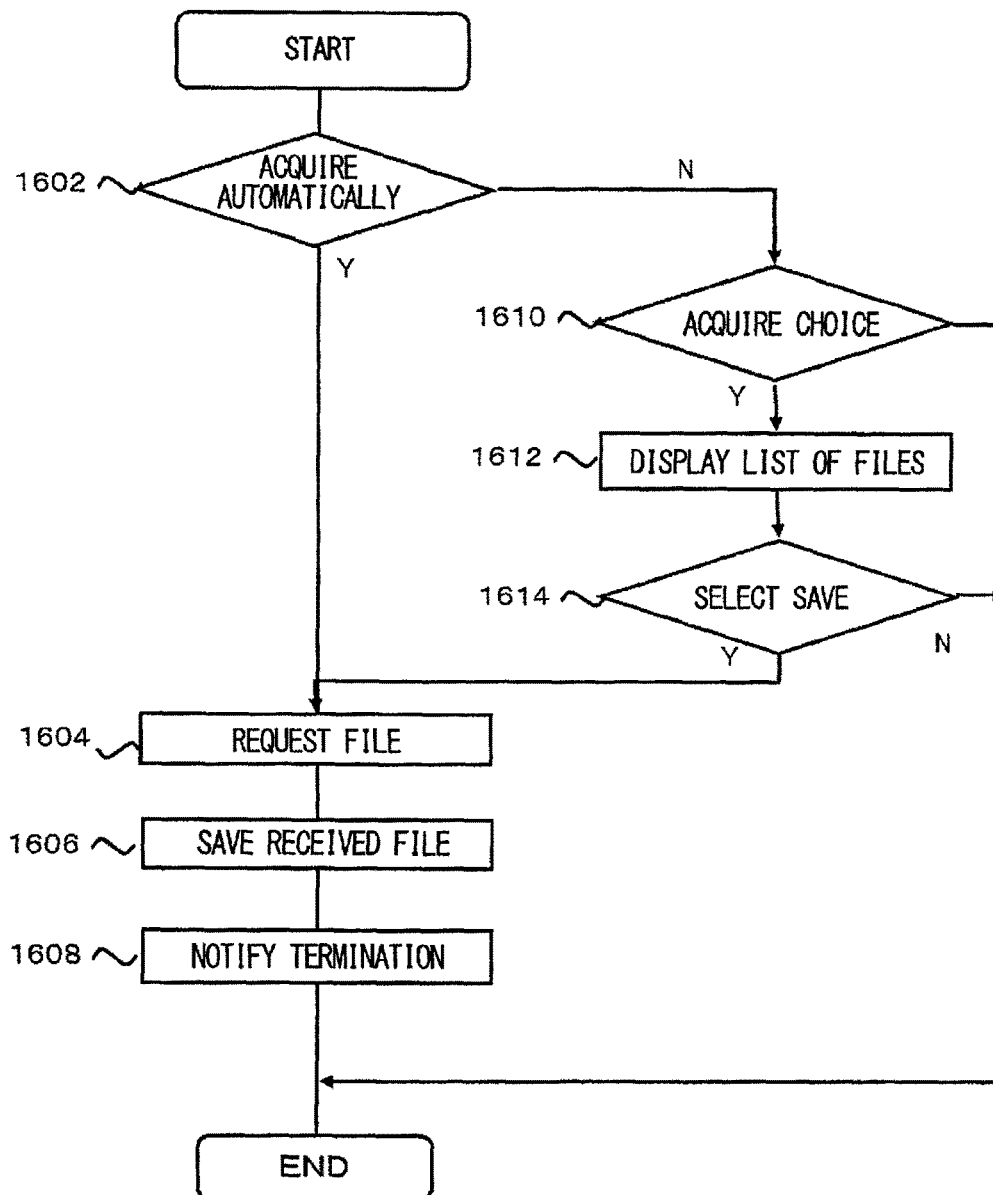 START
1602
ACQUIRE
AUTOMATICALLY
N
Y
1610
ACQUIRE CHOICE
Y
1612
DISPLAY LIST OF FILES
1614
SELECT SAVE
Y
N
1604
REQUEST FILE
1606
SAVE RECEIVED FILE
1608
NOTIFY TERMINATION
END